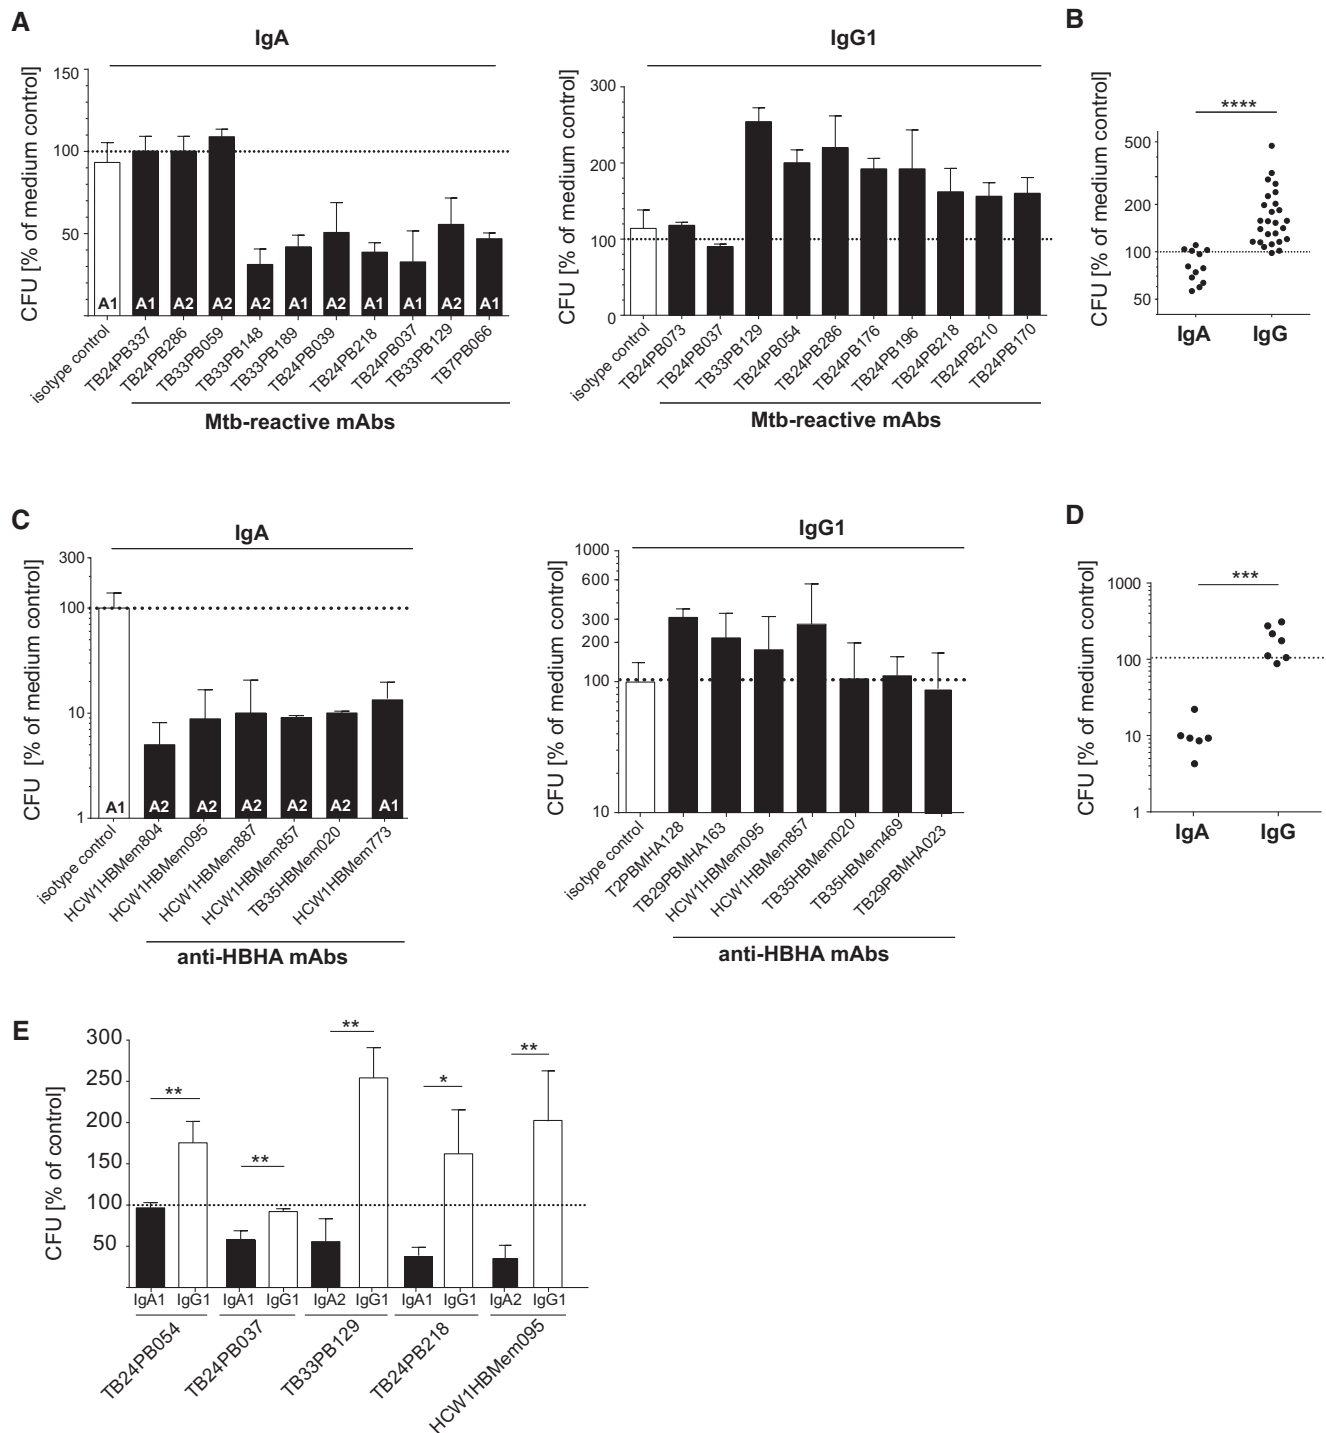 A
IgA
CFU [% of medium control]
150
100
50
A1
A1
A2
A2
A2
A1
A2
A1
A1
A2
A1
isotype control
TB24PB337
TB24PB286
TB33PB059
TB33PB148
TB33PB189
TB24PB039
TB24PB218
TB24PB037
TB33PB129
TB7PB066
Mtb-reactive mAbs
IgG1
CFU [% of medium control]
300
200
100
0
isotype control
TB24PB073
TB24PB037
TB33PB129
TB24PB054
TB24PB286
TB24PB176
TB24PB196
TB24PB218
TB24PB210
TB24PB170
Mtb-reactive mAbs
B
****
CFU [% of medium control]
500
200
100
50
IgA
IgG
C
IgA
CFU [% of medium control]
300
100
10
1
A1
A2
A2
A2
A2
A2
A1
isotype control
HCW1HBMem804
HCW1HBMem095
HCW1HBMem887
HCW1HBMem857
TB35HBMem020
HCW1HBMem773
anti-HBHA mAbs
IgG1
CFU [% of medium control]
1000
600
300
200
100
10
isotype control
T2PBMHA128
TB29PBMHA163
HCW1HBMem095
HCW1HBMem857
TB35HBMem020
TB35HBMem469
TB29PBMHA023
anti-HBHA mAbs
D
***
CFU [% of medium control]
1000
100
10
1
IgA
IgG
E
CFU [% of control]
300
250
200
150
100
50
**
**
**
*
**
IgA1 IgG1 IgA1 IgG1 IgA2 IgG1 IgA1 IgG1 IgA2 IgG1
TB24PB054
TB24PB037
TB33PB129
TB24PB218
HCW1HBMem095